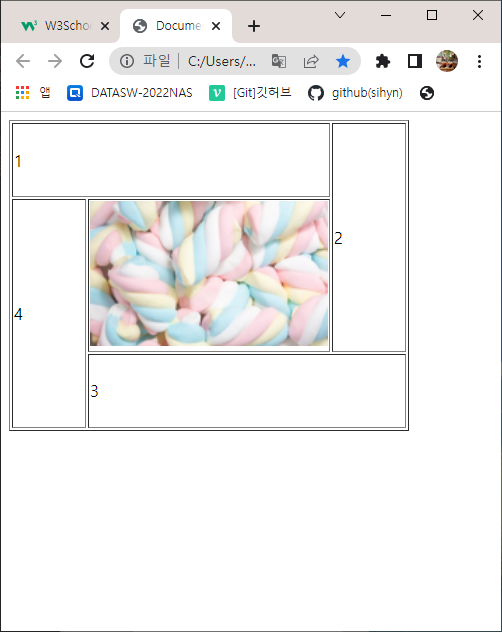 W3Schoo
Docume
파일
C:/Users/...
앱
DATASW-2022NAS
[Git]깃허브
github(sihyn)
1
2
4
3